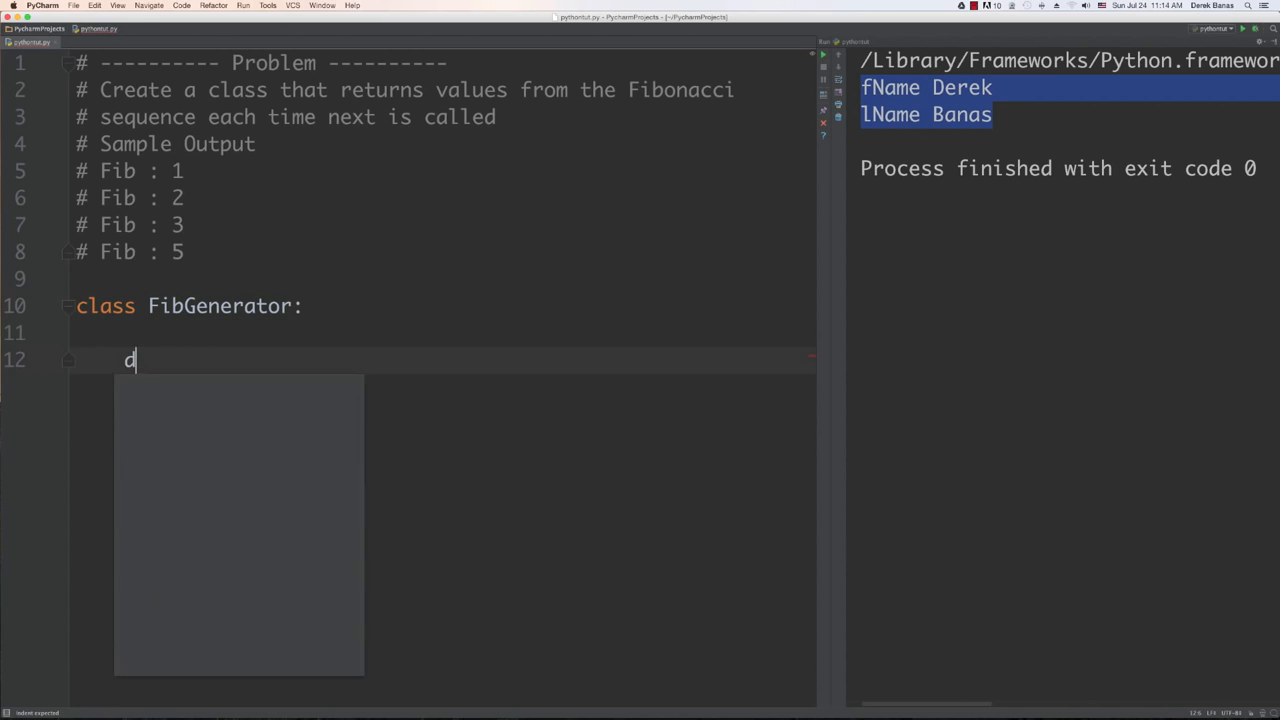 PyCharm File Edit View Navigate Code Refactor Run Tools VCS Window Help
10 Sun Jul 24 11:14 AM Derek Banas
pythontut.py - PycharmProjects - [~/PycharmProjects]
PycharmProjects pythontut.py
pythontut
pythontut.py
Run: pythontut
1 # ---------- Problem ----------
2 # Create a class that returns values from the Fibonacci
3 # sequence each time next is called
4 # Sample Output
5 # Fib : 1
6 # Fib : 2
7 # Fib : 3
8 # Fib : 5
9
10 class FibGenerator:
11
12 d
/Library/Frameworks/Python.framewor
fName Derek
lName Banas
Process finished with exit code 0
Indent expected
12:6 LF UTF-8